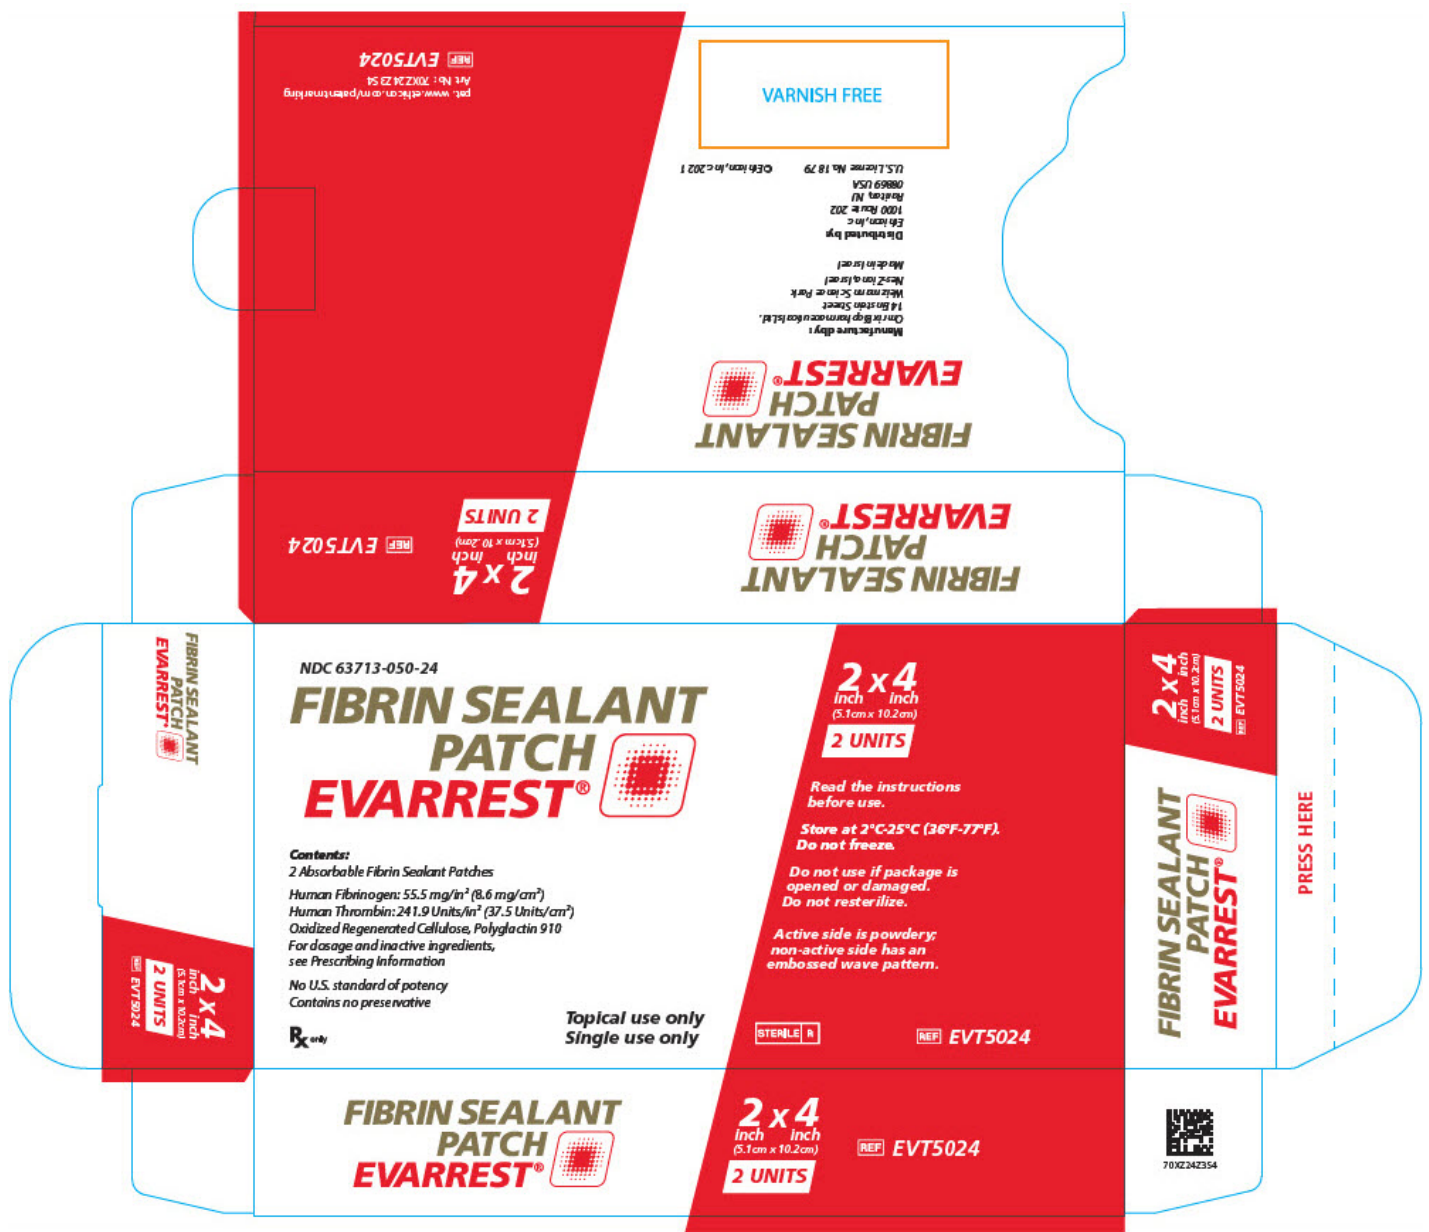 REF EVT5024
Art No: 70XZ24Z3S4
pat. www.ethicon.com/patentmarking
VARNISH FREE
FIBRIN SEALANT
PATCH
EVARREST®
Manufactured by:
Omrix Biopharmaceuticals Ltd.
14 Einstein Street
Weizmann Science Park
Nes-Ziona, Israel
Made in Israel
Distributed by:
Ethicon, Inc
1000 Route 202
Raritan, NJ
08869 USA
U.S. License No. 1879 ©Ethicon, Inc 2021
FIBRIN SEALANT
PATCH
EVARREST®
2 x 4
inch inch
(5.1cm x 10.2cm)
2 UNITS
REF EVT5024
FIBRIN SEALANT
PATCH
EVARREST®
2 x 4
inch inch
(5.1cm x 10.2cm)
2 UNITS
REF EVT5024
NDC 63713-050-24
FIBRIN SEALANT
PATCH
EVARREST®
Contents:
2 Absorbable Fibrin Sealant Patches
Human Fibrinogen: 55.5 mg/in² (8.6 mg/cm²)
Human Thrombin: 241.9 Units/in² (37.5 Units/cm²)
Oxidized Regenerated Cellulose, Polyglactin 910
For dosage and inactive ingredients,
see Prescribing Information
No U.S. standard of potency
Contains no preservative
Rx only
Topical use only
Single use only
2 x 4
inch inch
(5.1cm x 10.2cm)
2 UNITS
Read the instructions
before use.
Store at 2°C-25°C (36°F-77°F).
Do not freeze.
Do not use if package is
opened or damaged.
Do not resterilize.
Active side is powdery;
non-active side has an
embossed wave pattern.
STERILE R
REF EVT5024
2 x 4
inch inch
(5.1cm x 10.2cm)
2 UNITS
REF EVT5024
FIBRIN SEALANT
PATCH
EVARREST®
PRESS HERE
FIBRIN SEALANT
PATCH
EVARREST®
2 x 4
inch inch
(5.1cm x 10.2cm)
2 UNITS
REF EVT5024
70XZ24Z3S4